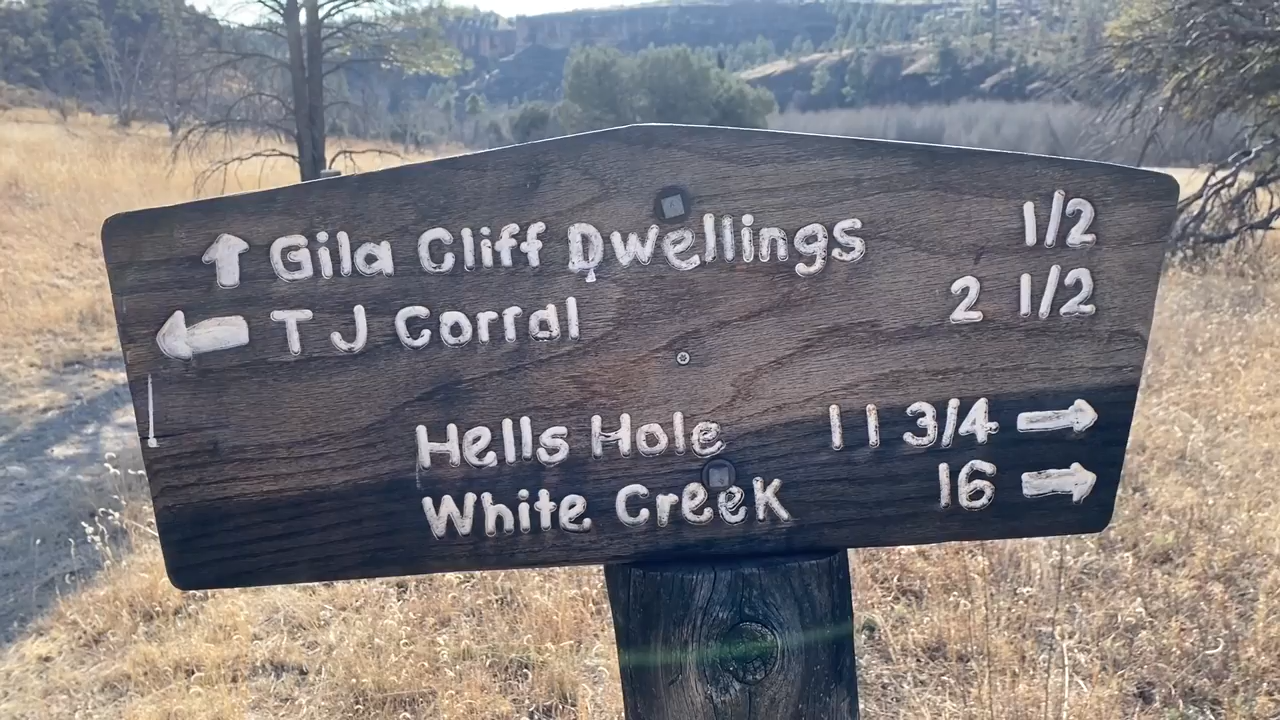 ↑ Gila Cliff Dwellings 1/2
← T J Corral 2 1/2
Hells Hole 11 3/4 →
White Creek 16 →